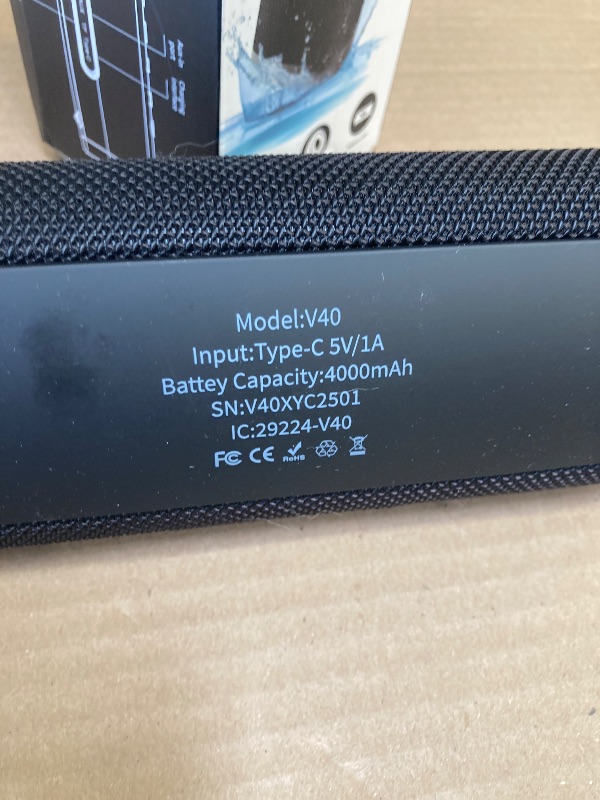 Model:V40
Input:Type-C 5V/1A
Battey Capacity:4000mAh
SN:V40XYC2501
IC:29224-V40
FC CE RoHS